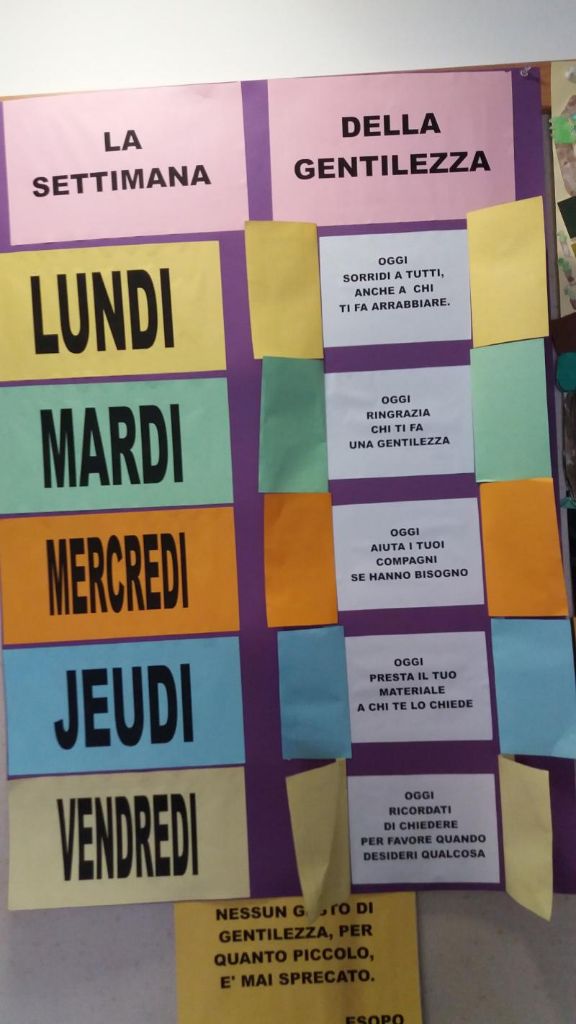 LA
SETTIMANA
DELLA
GENTILEZZA
LUNDI
OGGI
SORRIDI A TUTTI,
ANCHE A CHI
TI FA ARRABBIARE.
MARDI
OGGI
RINGRAZIA
CHI TI FA
UNA GENTILEZZA
MERCREDI
OGGI
AIUTA I TUOI
COMPAGNI
SE HANNO BISOGNO
JEUDI
OGGI
PRESTA IL TUO
MATERIALE
A CHI TE LO CHIEDE
VENDREDI
OGGI
RICORDATI
DI CHIEDERE
PER FAVORE QUANDO
DESIDERI QUALCOSA
NESSUN GESTO DI
GENTILEZZA, PER
QUANTO PICCOLO,
E' MAI SPRECATO.
ESOPO